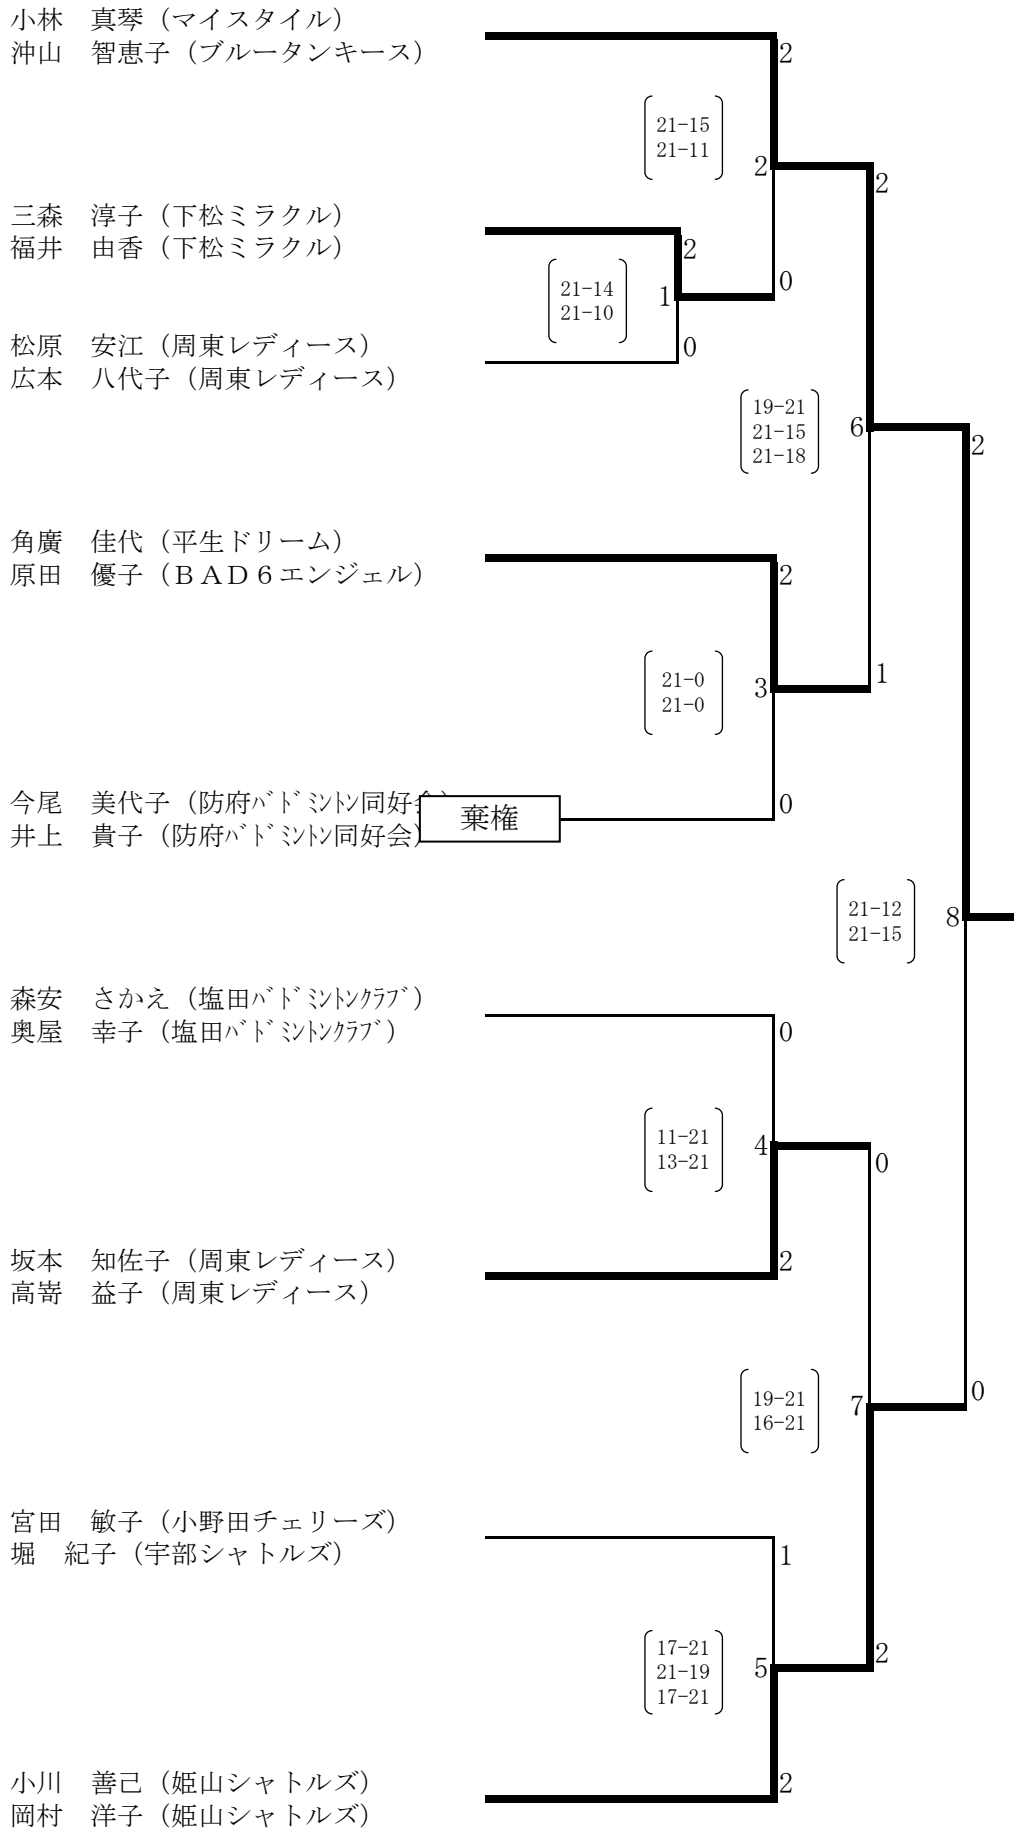 小林　真琴（マイスタイル）
沖山　智恵子（ブルータンキース）
2
21-15
21-11
2
2
三森　淳子（下松ミラクル）
福井　由香（下松ミラクル）
2
21-14
21-10
1
0
0
松原　安江（周東レディース）
広本　八代子（周東レディース）
19-21
21-15
21-18
6
2
角廣　佳代（平生ドリーム）
原田　優子（ＢＡＤ６エンジェル）
2
21-0
21-0
3
1
今尾　美代子（防府ﾊﾞﾄﾞﾐﾝﾄﾝ同好会）
井上　貴子（防府ﾊﾞﾄﾞﾐﾝﾄﾝ同好会）
棄権
0
21-12
21-15
8
森安　さかえ（塩田ﾊﾞﾄﾞﾐﾝﾄﾝｸﾗﾌﾞ）
奥屋　幸子（塩田ﾊﾞﾄﾞﾐﾝﾄﾝｸﾗﾌﾞ）
0
11-21
13-21
4
0
坂本　知佐子（周東レディース）
高嵜　益子（周東レディース）
2
19-21
16-21
7
0
宮田　敏子（小野田チェリーズ）
堀　紀子（宇部シャトルズ）
1
17-21
21-19
17-21
5
2
小川　善己（姫山シャトルズ）
岡村　洋子（姫山シャトルズ）
2